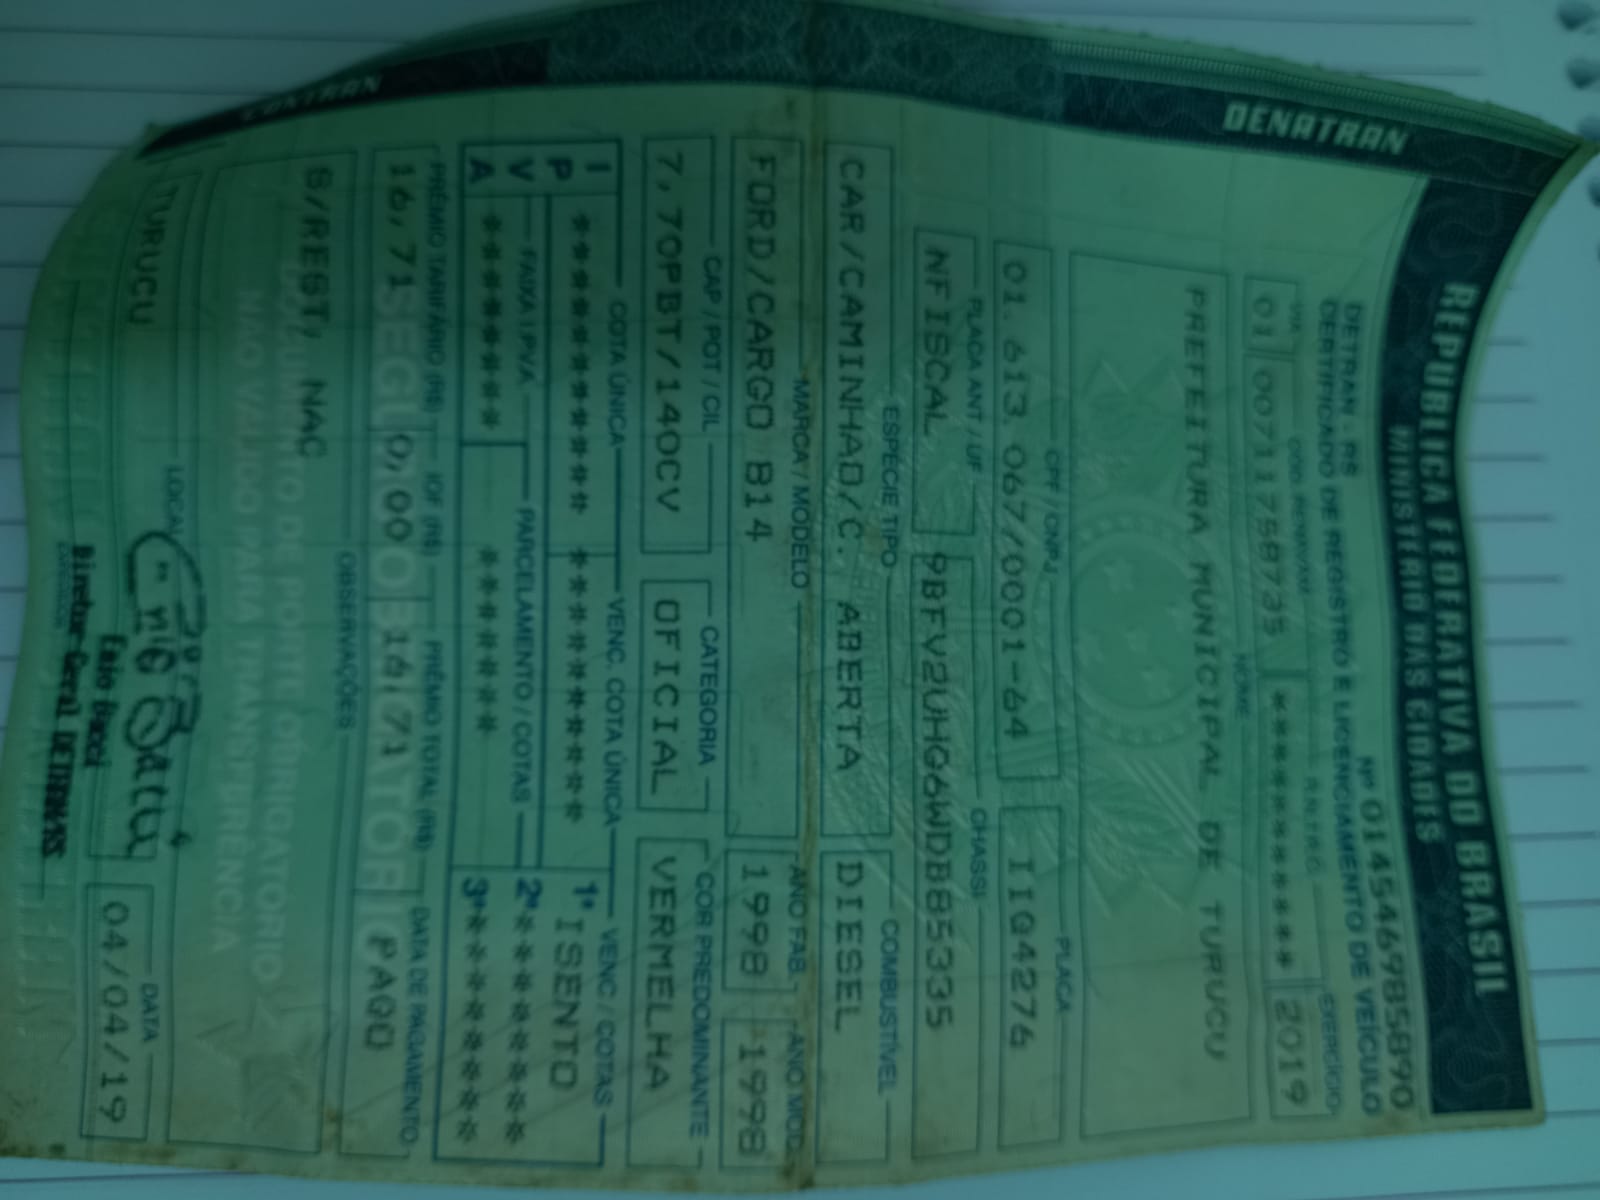 REPUBLICA FEDERATIVA DO BRASIL
MINISTÉRIO DAS CIDADES
DENATRAN
CONTRAN
DETRAN - RS Nº 014546985890
CERTIFICADO DE REGISTRO E LICENCIAMENTO DE VEÍCULO
VIA COD. RENAVAM EXERCÍCIO
01 00711758735 ********* 2019
NOME
PREFEITURA MUNICIPAL DE TURUCU
CPF / CNPJ PLACA
01.613.067/0001-64 IIQ4276
PLACA ANT / UF CHASSI
NFISCAL 9BFV2UHG6WDB85335
ESPÉCIE TIPO COMBUSTÍVEL
CAR/CAMINHAO/C. ABERTA DIESEL
MARCA / MODELO ANO FAB. ANO MOD.
FORD/CARGO 814 1998 1998
CAP / POT / CIL CATEGORIA COR PREDOMINANTE
7,70PBT/140CV OFICIAL VERMELHA
COTA ÚNICA VENC. COTA ÚNICA VENC / COTAS
I P V A ************ *********** 1ª ISENTO
FAIXA I PVA PARCELAMENTO / COTAS 2ª ********
******** ******* 3ª ********
PRÊMIO TARIFÁRIO (R$) IOF (R$) PRÊMIO TOTAL (R$) DATA DE PAGAMENTO
16,71 0,00 16,71 PAGO
SEGURO OBRIGATÓRIO
OBSERVAÇÕES
S/REST, NAC
DOCUMENTO DE PORTE OBRIGATÓRIO
NÃO VÁLIDO PARA TRANSFERÊNCIA
LOCAL DATA
TURUCU 04/04/19
Diretor-Geral DETRAN/RS